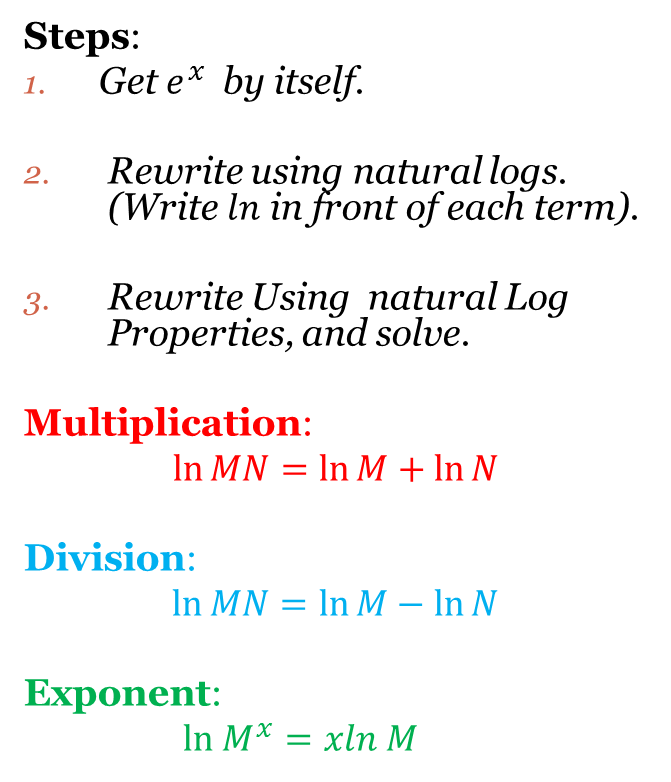 Steps:
1. Get eˣ by itself.
2. Rewrite using natural logs.
(Write ln in front of each term).
3. Rewrite Using natural Log
Properties, and solve.
Multiplication:
ln MN = ln M + ln N
Division:
ln MN = ln M − ln N
Exponent:
ln Mˣ = xln M